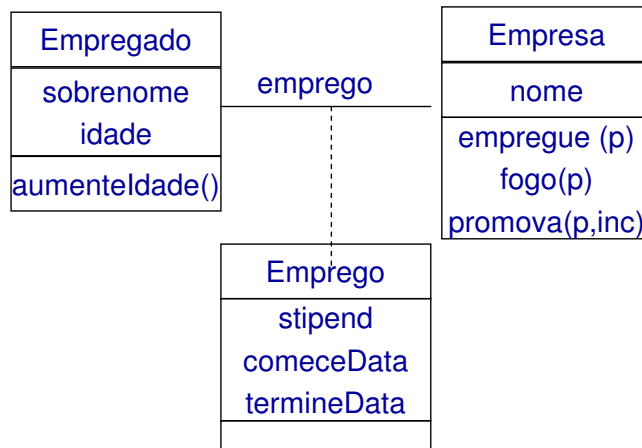 Empregado
sobrenome
idade
aumenteIdade()
emprego
Empresa
nome
empregue (p)
fogo(p)
promova(p,inc)
Emprego
stipend
comeceData
termineData